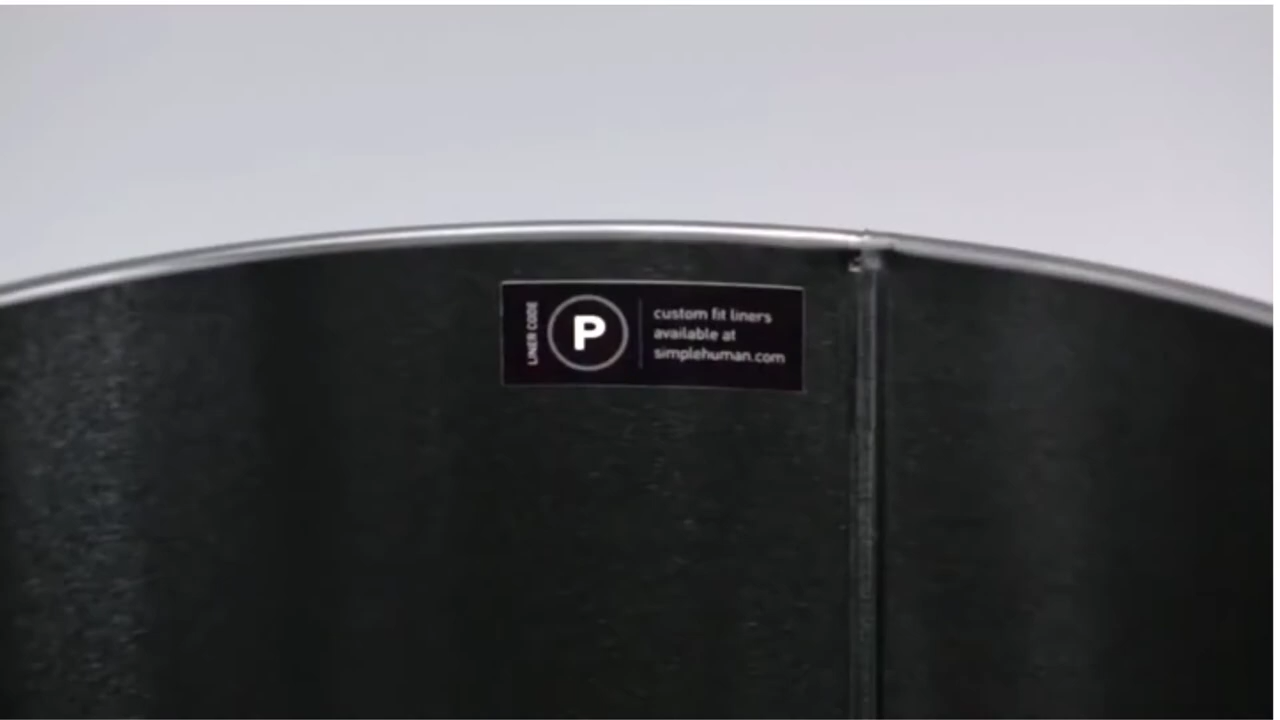 LINER CODE
P
custom fit liners
available at
simplehuman.com